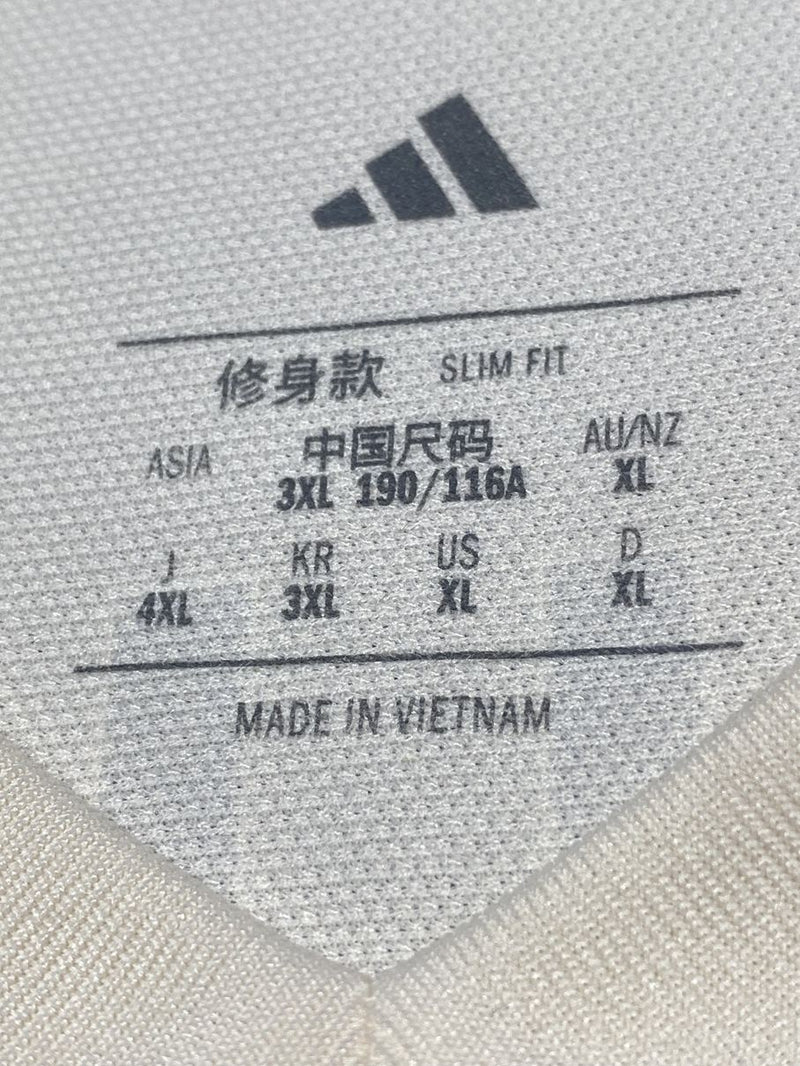 修身款 SLIM FIT
ASIA 中国尺码 AU/NZ
3XL 190/116A XL
J KR US D
4XL 3XL XL XL
MADE IN VIETNAM